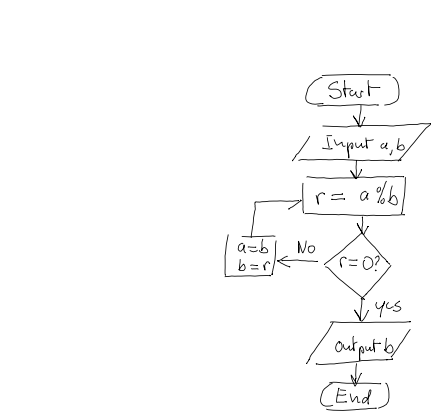 Start
Input a, b
r = a % b
r = 0?
No
a = b
b = r
yes
output b
End